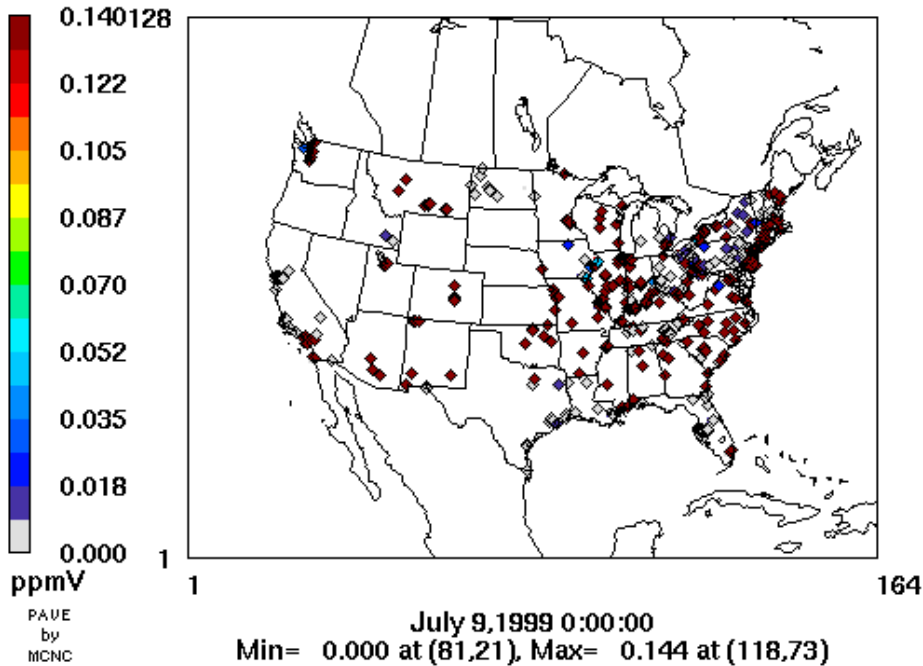 0.140
0.122
0.105
0.087
0.070
0.052
0.035
0.018
0.000
ppmV
PAVE
by
MCNC
128
1
1
164
July 9,1999 0:00:00
Min= 0.000 at (81,21), Max= 0.144 at (118,73)